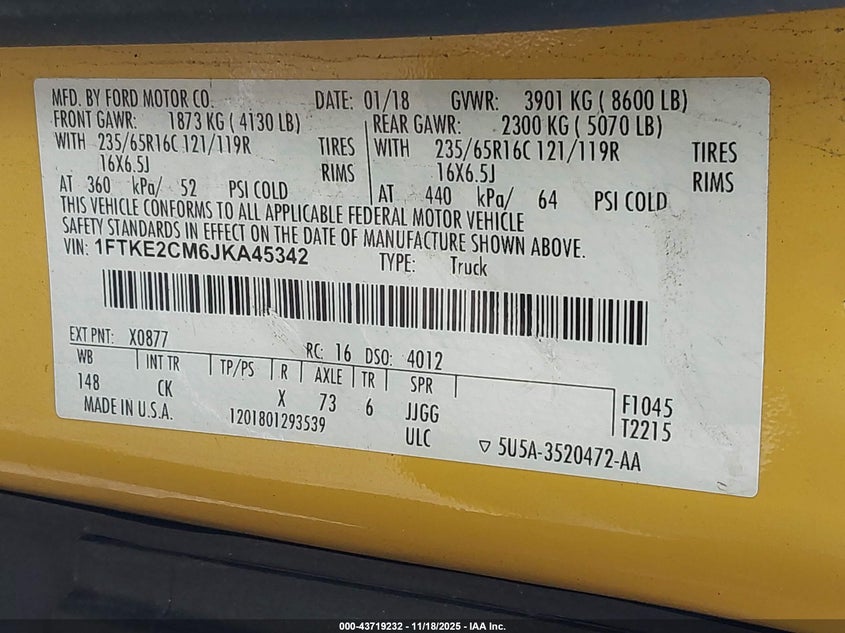 MFD. BY FORD MOTOR CO. DATE: 01/18 GVWR: 3901 KG ( 8600 LB)
FRONT GAWR: 1873 KG ( 4130 LB) REAR GAWR: 2300 KG ( 5070 LB)
WITH 235/65R16C 121/119R TIRES WITH 235/65R16C 121/119R TIRES
16X6.5J RIMS 16X6.5J RIMS
AT 360 kPa/ 52 PSI COLD AT 440 kPa/ 64 PSI COLD
THIS VEHICLE CONFORMS TO ALL APPLICABLE FEDERAL MOTOR VEHICLE
SAFETY STANDARDS IN EFFECT ON THE DATE OF MANUFACTURE SHOWN ABOVE.
VIN: 1FTKE2CM6JKA45342 TYPE: Truck
EXT PNT: X0877 RC: 16 DSO: 4012
WB INT TR TP/PS R AXLE TR SPR
148 CK X 73 6 JJGG F1045
MADE IN U.S.A. 1201801293539 ULC T2215
5U5A-3520472-AA
000-43719232 - 11/18/2025 - IAA Inc.